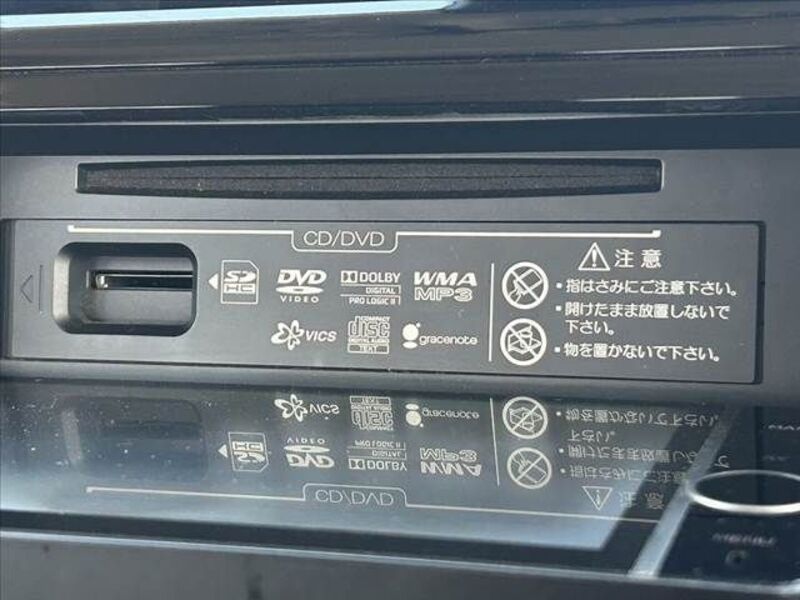 CD/DVD
SD HC
DVD VIDEO
DOLBY DIGITAL PRO LOGIC II
WMA MP3
VICS
COMPACT disc DIGITAL AUDIO TEXT
gracenote
注意
・指はさみにご注意下さい。
・開けたまま放置しないで
下さい。
・物を置かないで下さい。
MENU